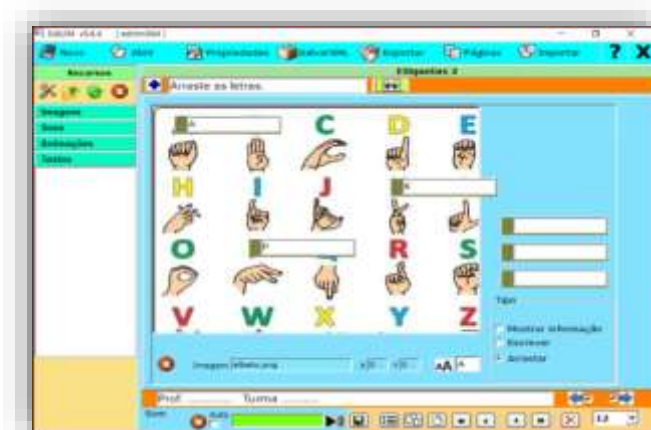 Novo Abrir Propriedades Exportar Páginas Importar ? X
Recursos
Etiquetas 2
Arraste as letras.
Imagens
Sons
Animações
Textos
A C D E
H I J K
O P R S
V W X Y Z
Tipo
Mostrar informação
Escrever
Arrastar
Imagem
AA A
Prof Turma